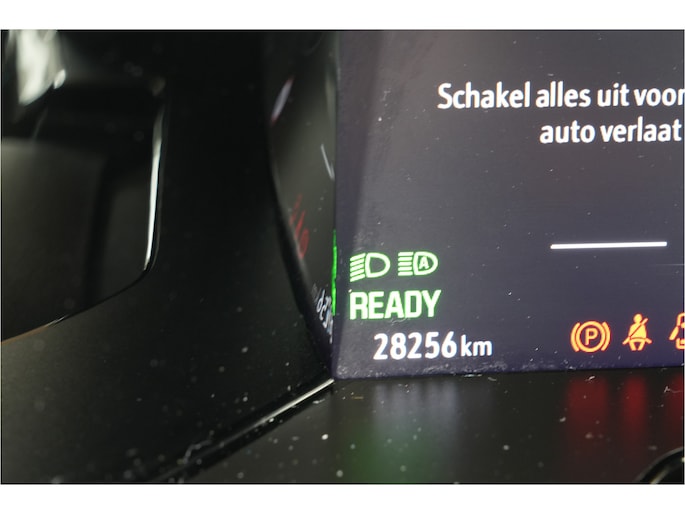 Schakel alles uit voor
auto verlaat
READY
28256 km